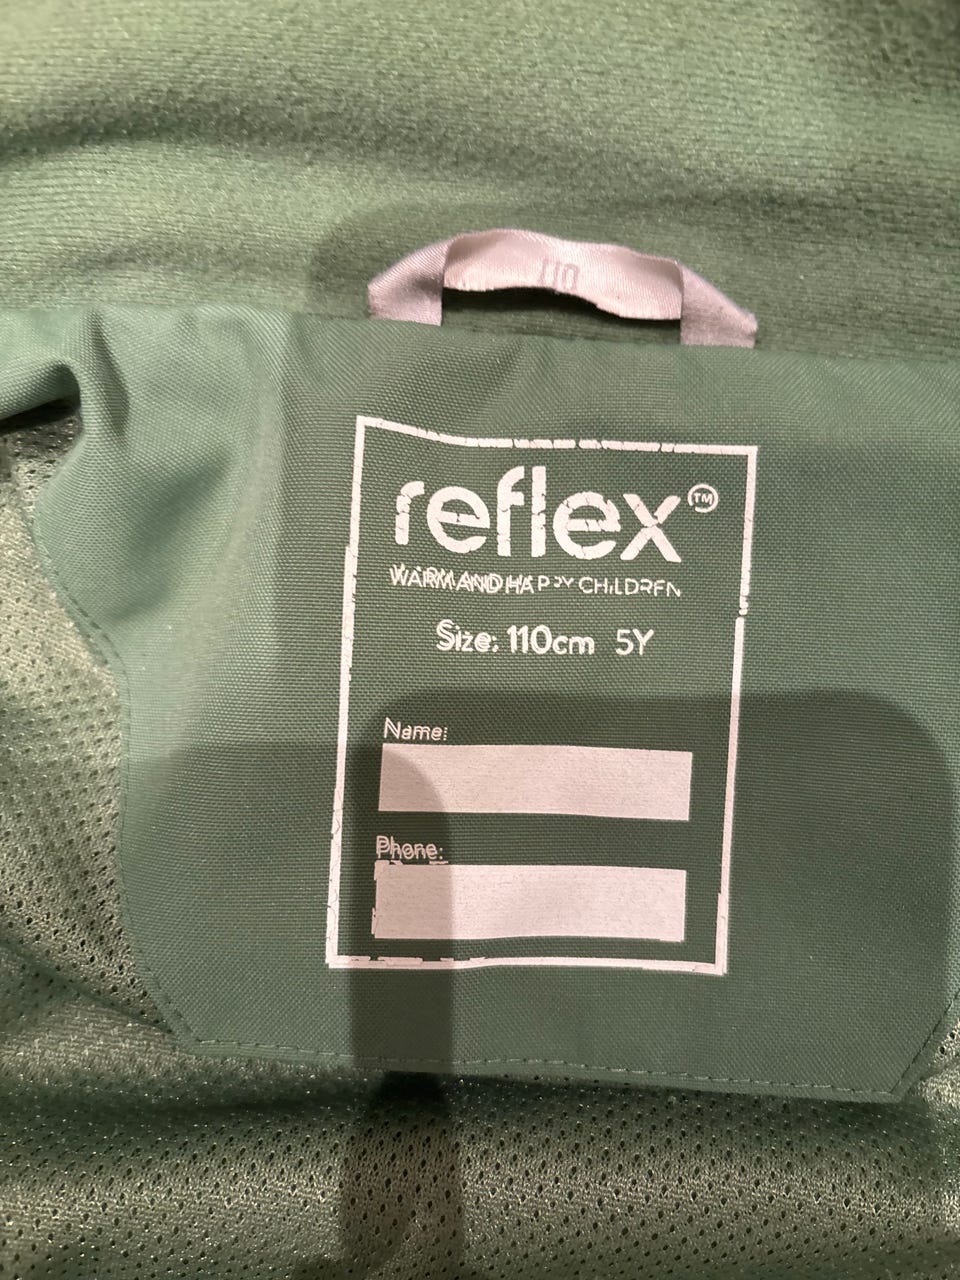 110
reflex™
WARM AND HAPPY CHILDREN
Size: 110cm 5Y
Name:
Phone: